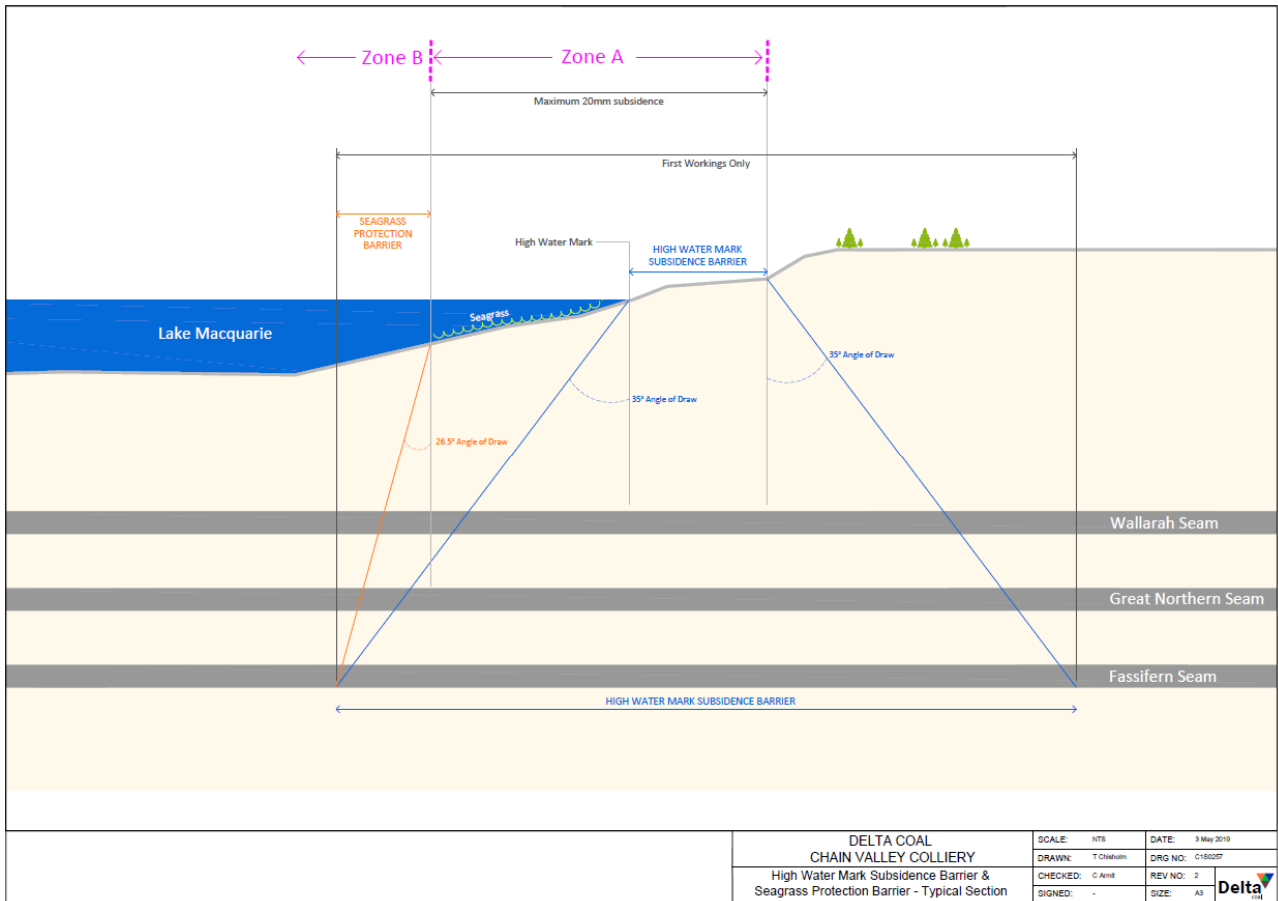 Zone B
Zone A
Maximum 20mm subsidence
First Workings Only
SEAGRASS
PROTECTION
BARRIER
High Water Mark
HIGH WATER MARK
SUBSIDENCE BARRIER
Seagrass
Lake Macquarie
35° Angle of Draw
35° Angle of Draw
26.5° Angle of Draw
Wallarah Seam
Great Northern Seam
Fassifern Seam
HIGH WATER MARK SUBSIDENCE BARRIER
DELTA COAL
CHAIN VALLEY COLLIERY
High Water Mark Subsidence Barrier &
Seagrass Protection Barrier - Typical Section
SCALE: NTS
DATE: 3 May 2019
DRAWN: T Chisholm
DRG NO: C1S0257
CHECKED: C Armit
REV NO: 2
SIGNED: -
SIZE: A3
Delta
coal